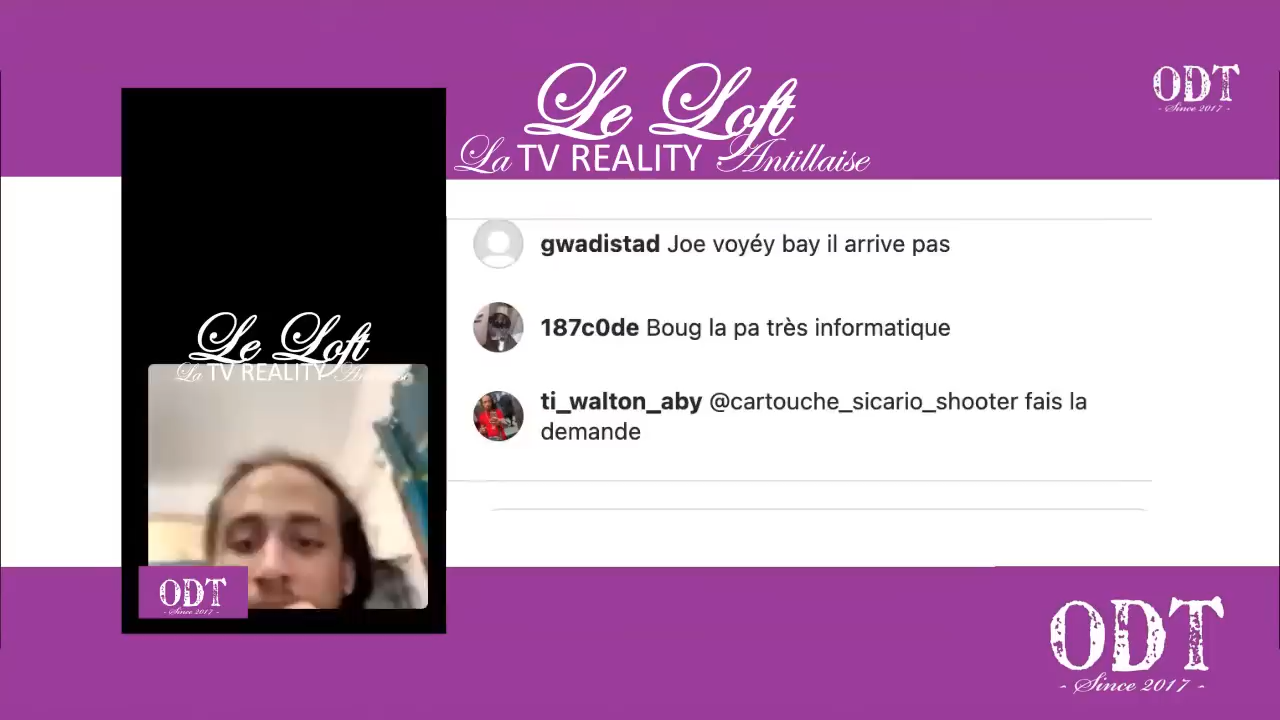 Le Loft
La TV REALITY Antillaise
ODT
- Since 2017 -
gwadistad Joe voyéy bay il arrive pas
187c0de Boug la pa très informatique
ti_walton_aby @cartouche_sicario_shooter fais la
demande
Le Loft
La TV REALITY Antillaise
ODT
- Since 2017 -
ODT
- Since 2017 -